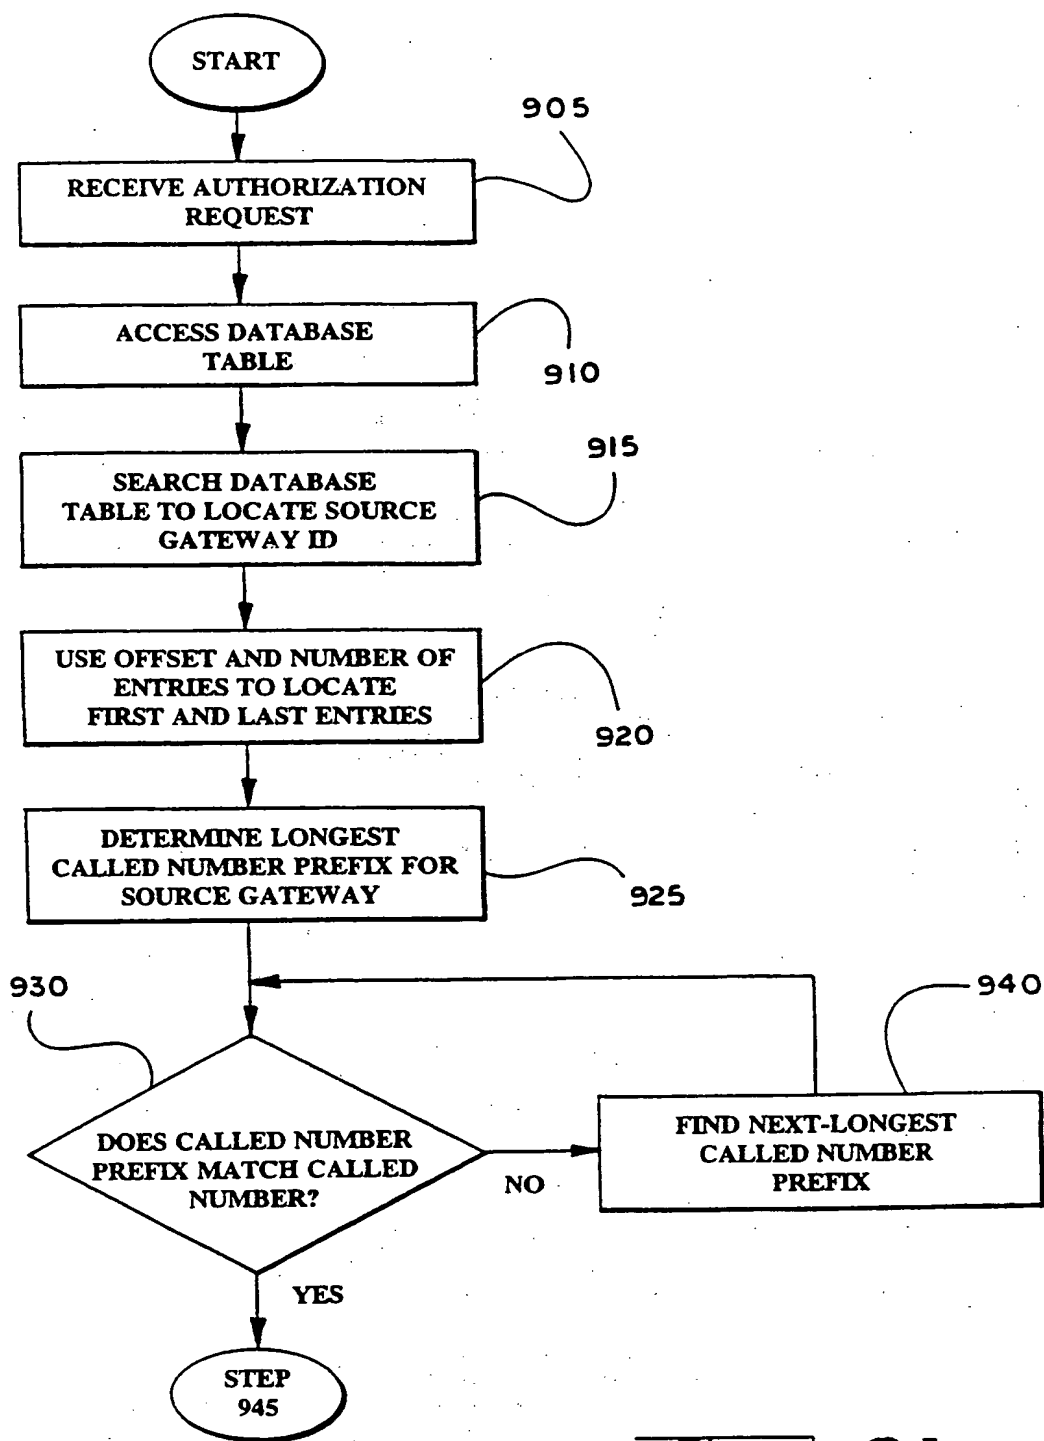 START
905
RECEIVE AUTHORIZATION
REQUEST
ACCESS DATABASE
TABLE
910
915
SEARCH DATABASE
TABLE TO LOCATE SOURCE
GATEWAY ID
USE OFFSET AND NUMBER OF
ENTRIES TO LOCATE
FIRST AND LAST ENTRIES
920
DETERMINE LONGEST
CALLED NUMBER PREFIX FOR
SOURCE GATEWAY
925
930
940
DOES CALLED NUMBER
PREFIX MATCH CALLED
NUMBER?
NO
FIND NEXT-LONGEST
CALLED NUMBER
PREFIX
YES
STEP
945